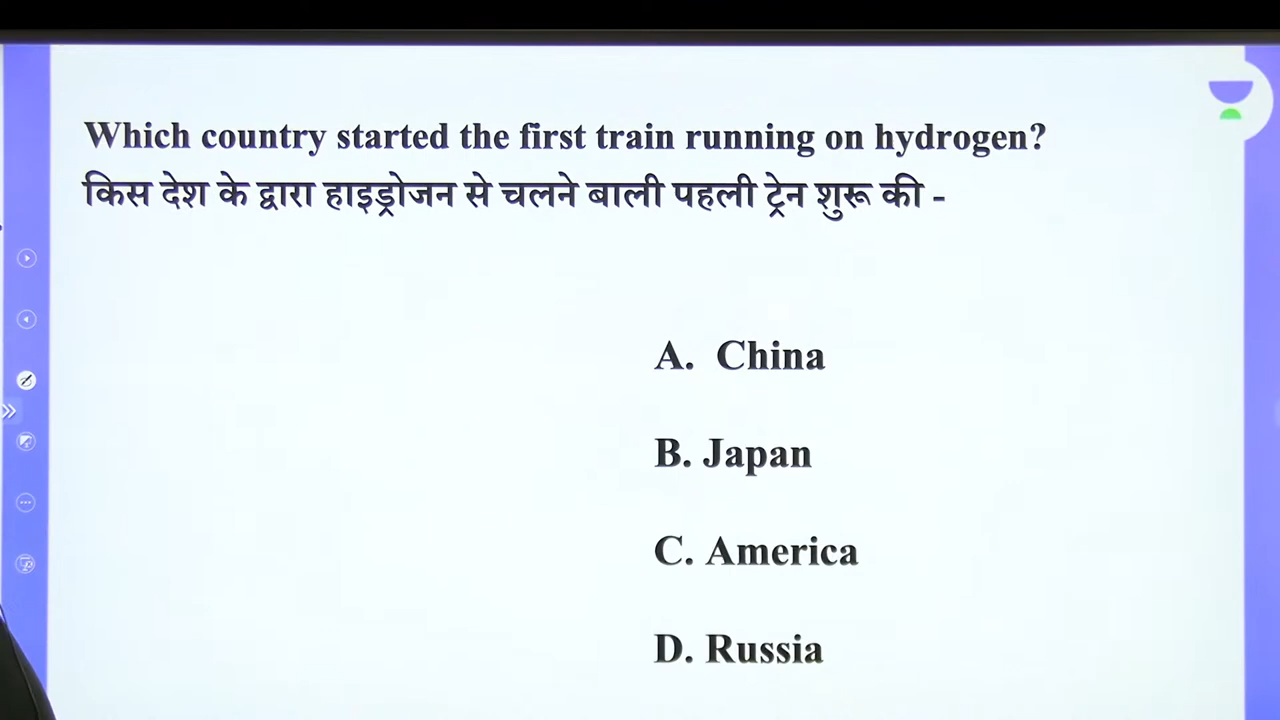 Which country started the first train running on hydrogen?
किस देश के द्वारा हाइड्रोजन से चलने बाली पहली ट्रेन शुरू की -
A. China
B. Japan
C. America
D. Russia